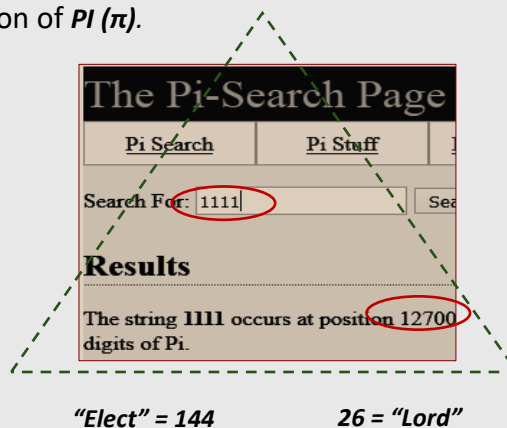 on of PI (π).
The Pi-Search Page
Pi Search Pi Stuff
Search For: 1111 Sea
Results
The string 1111 occurs at position 12700
digits of Pi.
“Elect” = 144 26 = “Lord”